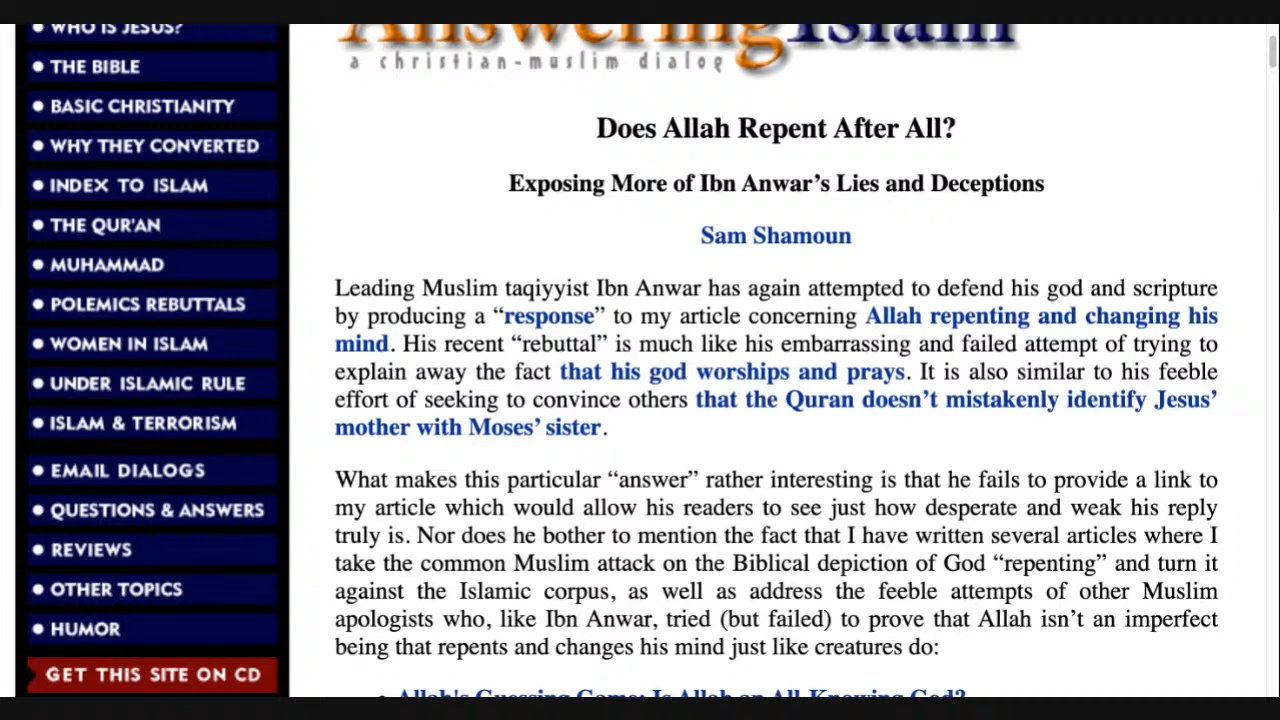 WHO IS JESUS?
THE BIBLE
BASIC CHRISTIANITY
WHY THEY CONVERTED
INDEX TO ISLAM
THE QUR'AN
MUHAMMAD
POLEMICS REBUTTALS
WOMEN IN ISLAM
UNDER ISLAMIC RULE
ISLAM & TERRORISM
EMAIL DIALOGS
QUESTIONS & ANSWERS
REVIEWS
OTHER TOPICS
HUMOR
GET THIS SITE ON CD
Answering Islam
a christian-muslim dialog
Does Allah Repent After All?
Exposing More of Ibn Anwar’s Lies and Deceptions
Sam Shamoun
Leading Muslim taqiyyist Ibn Anwar has again attempted to defend his god and scripture
by producing a “response” to my article concerning Allah repenting and changing his
mind. His recent “rebuttal” is much like his embarrassing and failed attempt of trying to
explain away the fact that his god worships and prays. It is also similar to his feeble
effort of seeking to convince others that the Quran doesn’t mistakenly identify Jesus’
mother with Moses’ sister.
What makes this particular “answer” rather interesting is that he fails to provide a link to
my article which would allow his readers to see just how desperate and weak his reply
truly is. Nor does he bother to mention the fact that I have written several articles where I
take the common Muslim attack on the Biblical depiction of God “repenting” and turn it
against the Islamic corpus, as well as address the feeble attempts of other Muslim
apologists who, like Ibn Anwar, tried (but failed) to prove that Allah isn’t an imperfect
being that repents and changes his mind just like creatures do:
Allah's Guessing Game: Is Allah an All-Knowing God?